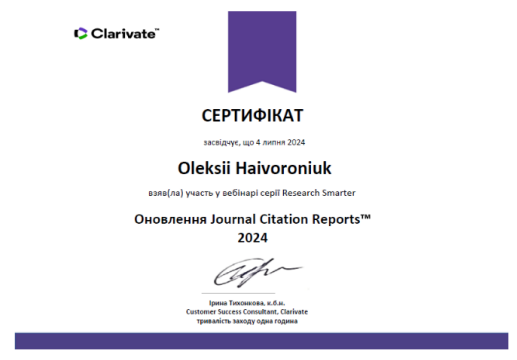 Clarivate™
СЕРТИФІКАТ
засвідчує, що 4 липня 2024
Oleksii Haivoroniuk
взяв(ла) участь у вебінарі серії Research Smarter
Оновлення Journal Citation Reports™
2024
Ірина Тихонкова, к.б.н.
Customer Success Consultant, Clarivate
тривалість заходу одна година